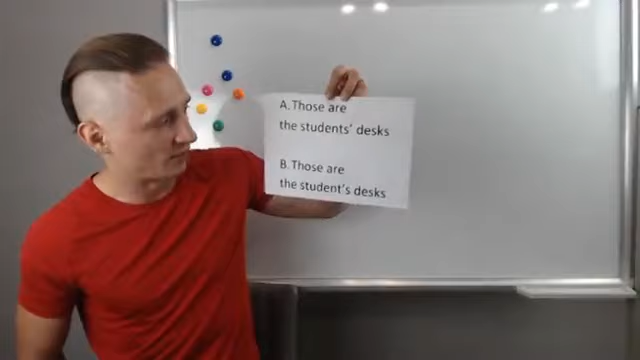 A. Those are
the students' desks
B. Those are
the student's desks